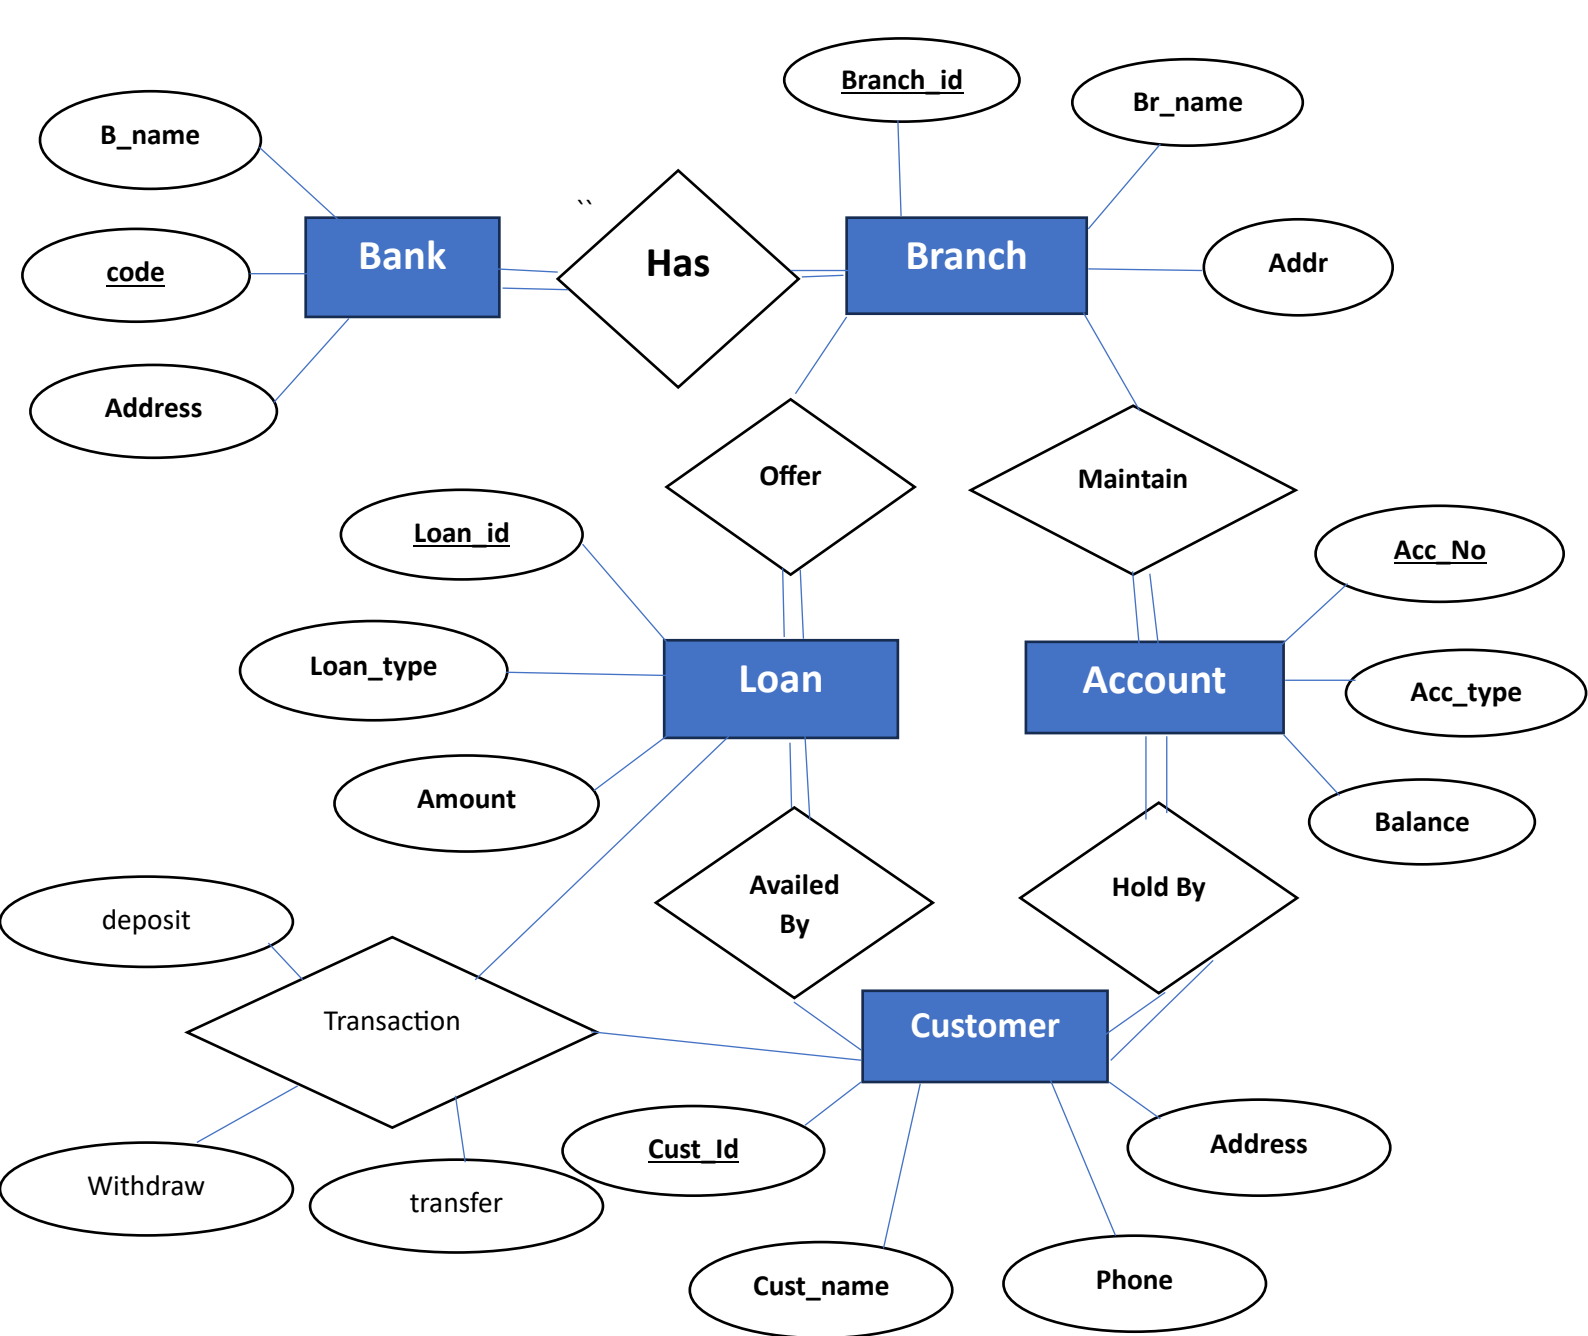 Branch_id
Br_name
B_name
``
Bank
Has
Branch
code
Addr
Address
Offer
Maintain
Loan_id
Acc_No
Loan_type
Loan
Account
Acc_type
Amount
Balance
Availed
By
Hold By
deposit
Transaction
Customer
Withdraw
transfer
Cust_Id
Address
Cust_name
Phone